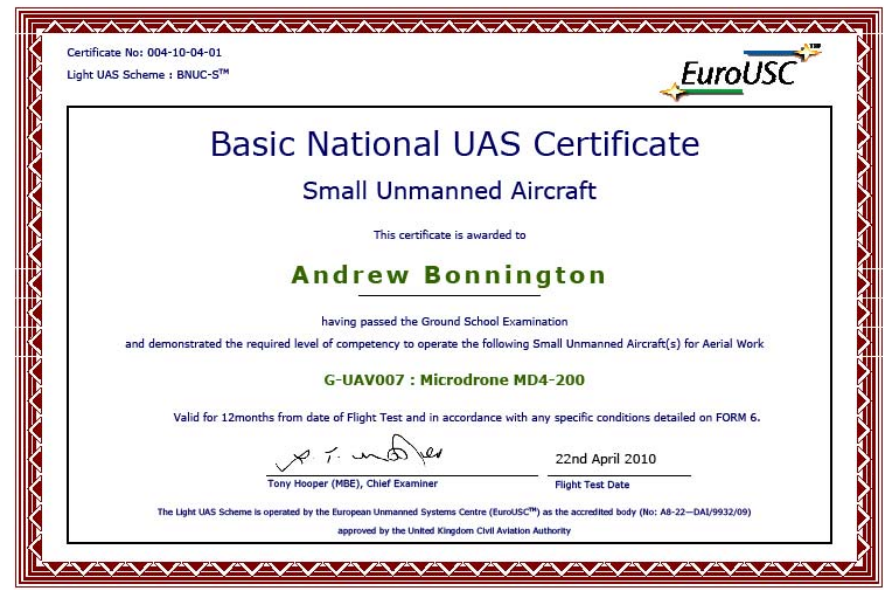 Certificate No: 004-10-04-01
Light UAS Scheme : BNUC-S™
EuroUSC™
Basic National UAS Certificate
Small Unmanned Aircraft
This certificate is awarded to
Andrew Bonnington
having passed the Ground School Examination
and demonstrated the required level of competency to operate the following Small Unmanned Aircraft(s) for Aerial Work
G-UAV007 : Microdrone MD4-200
Valid for 12months from date of Flight Test and in accordance with any specific conditions detailed on FORM 6.
22nd April 2010
Tony Hooper (MBE), Chief Examiner
Flight Test Date
The Light UAS Scheme is operated by the European Unmanned Systems Centre (EuroUSC™) as the accredited body (No: A8-22—DAI/9932/09)
approved by the United Kingdom Civil Aviation Authority